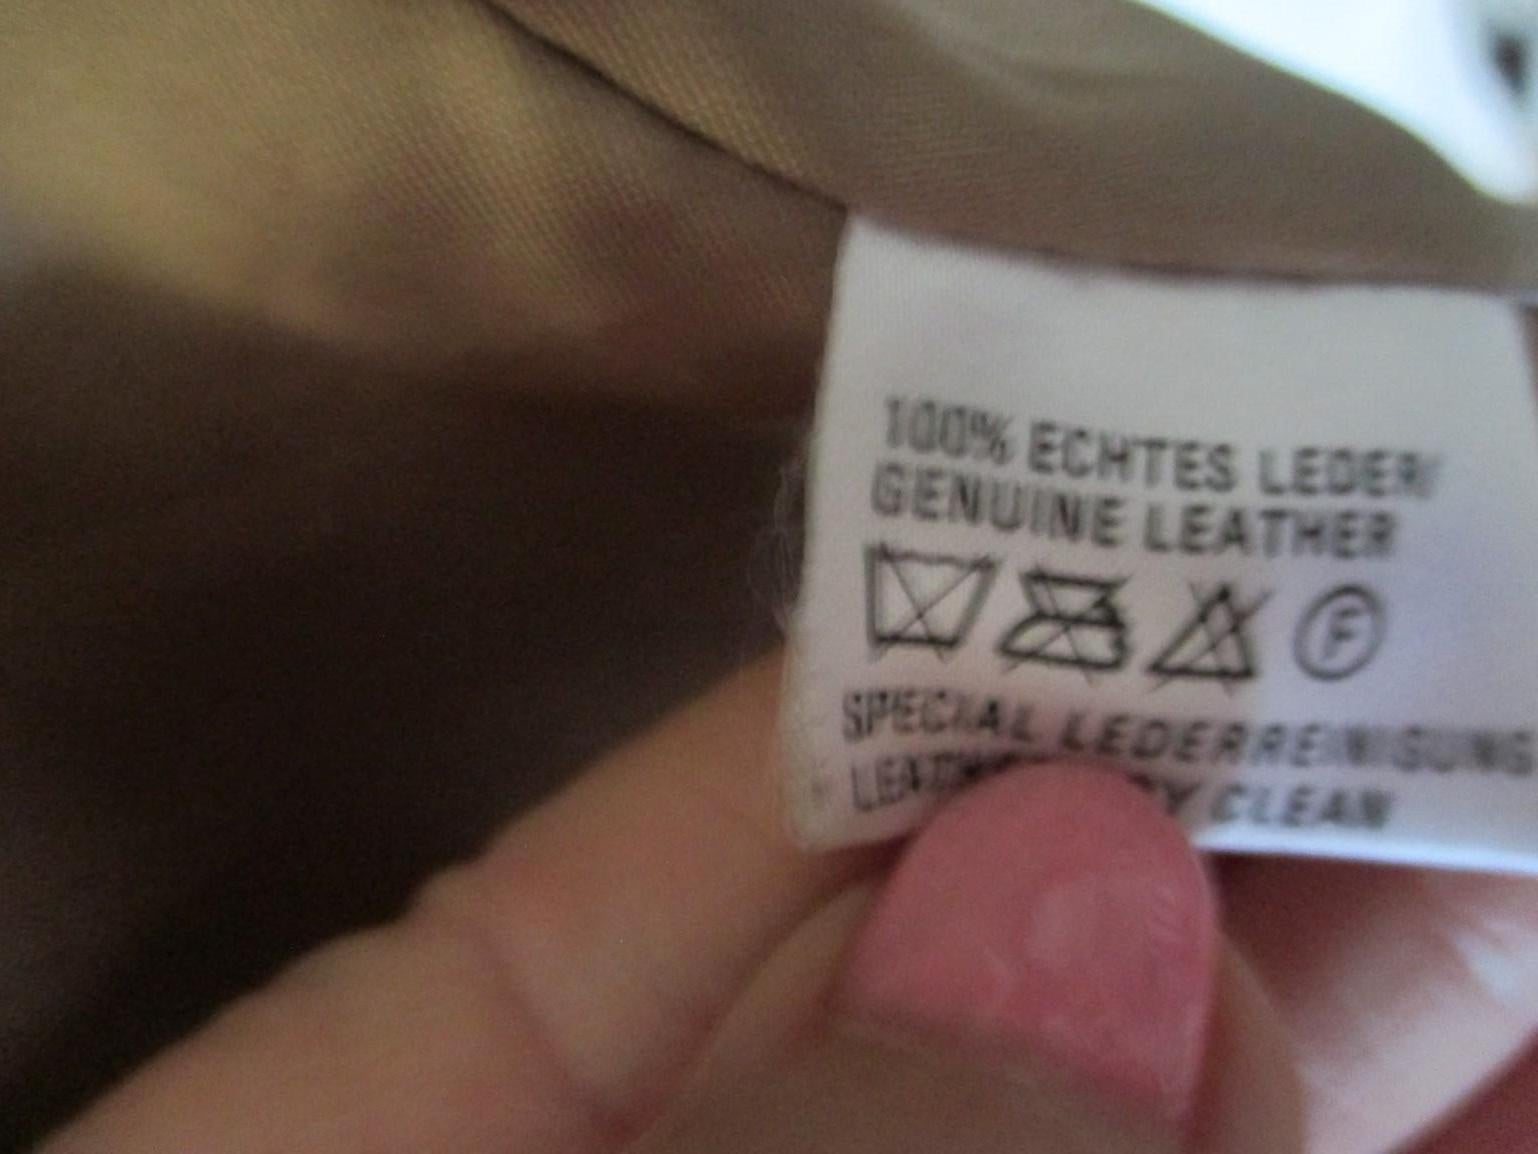 100% ECHTES LEDER/
GENUINE LEATHER
F
SPECIAL LEDERREINIGUNG
CLEAN